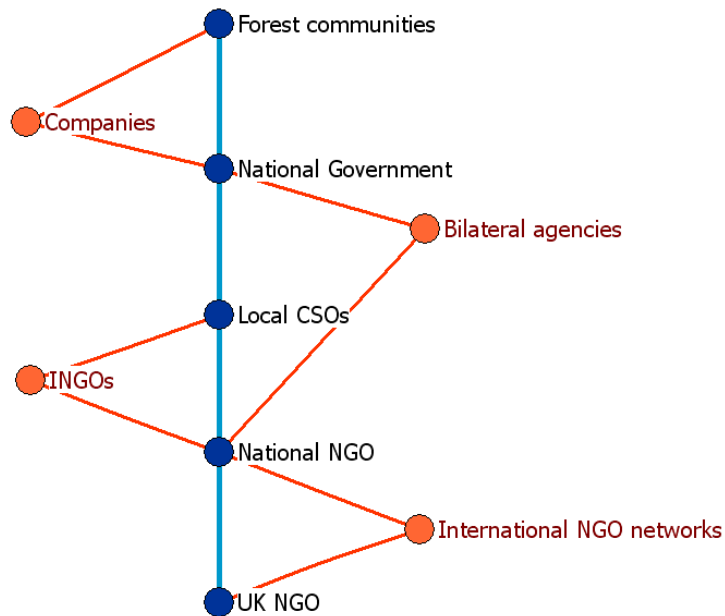 Forest communities
Companies
National Government
Bilateral agencies
Local CSOs
INGOs
National NGO
International NGO networks
UK NGO